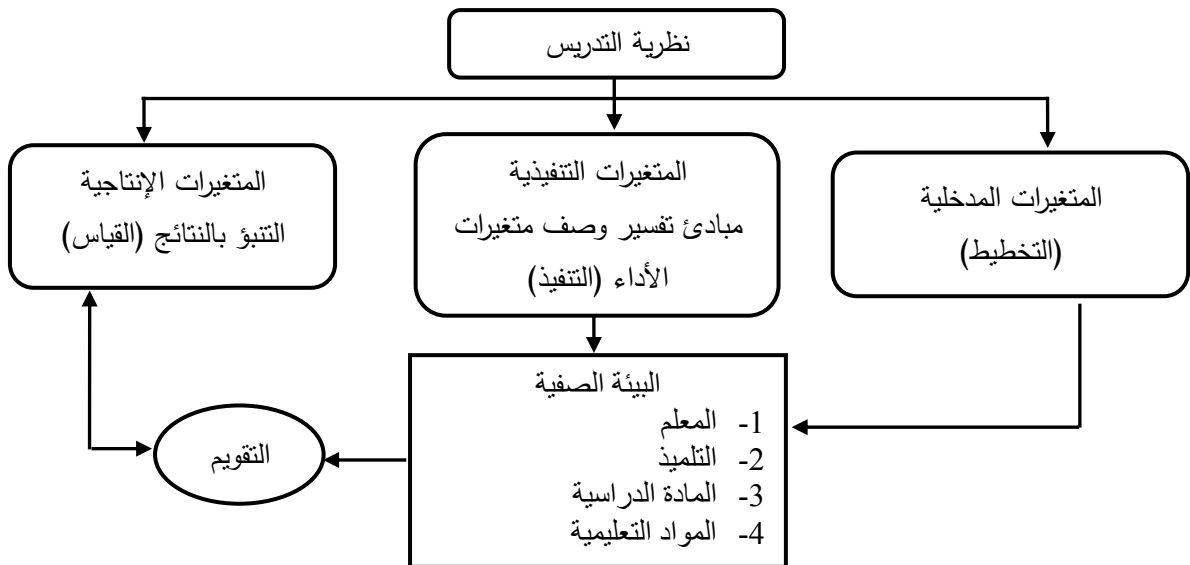 نظرية التدريس
المتغيرات المدخلية
(التخطيط)
المتغيرات التنفيذية
مبادئ تفسير وصف متغيرات
الأداء (التنفيذ)
المتغيرات الإنتاجية
التنبؤ بالنتائج (القياس)
البيئة الصفية
1- المعلم
2- التلميذ
3- المادة الدراسية
4- المواد التعليمية
التقويم